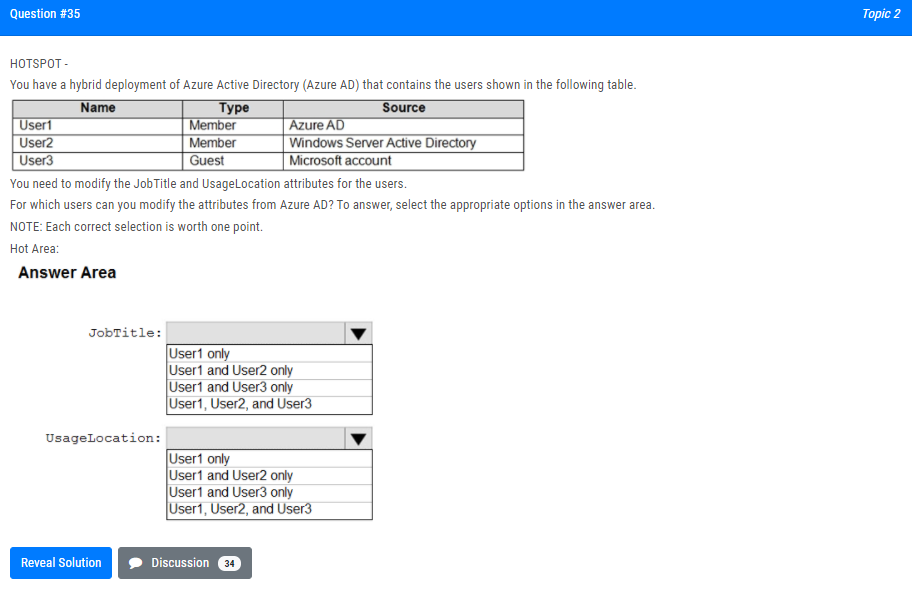 Question #35 Topic 2
HOTSPOT -
You have a hybrid deployment of Azure Active Directory (Azure AD) that contains the users shown in the following table.
Name Type Source
User1 Member Azure AD
User2 Member Windows Server Active Directory
User3 Guest Microsoft account
You need to modify the JobTitle and UsageLocation attributes for the users.
For which users can you modify the attributes from Azure AD? To answer, select the appropriate options in the answer area.
NOTE: Each correct selection is worth one point.
Hot Area:
Answer Area
JobTitle:
User1 only
User1 and User2 only
User1 and User3 only
User1, User2, and User3
UsageLocation:
User1 only
User1 and User2 only
User1 and User3 only
User1, User2, and User3
Reveal Solution Discussion 34